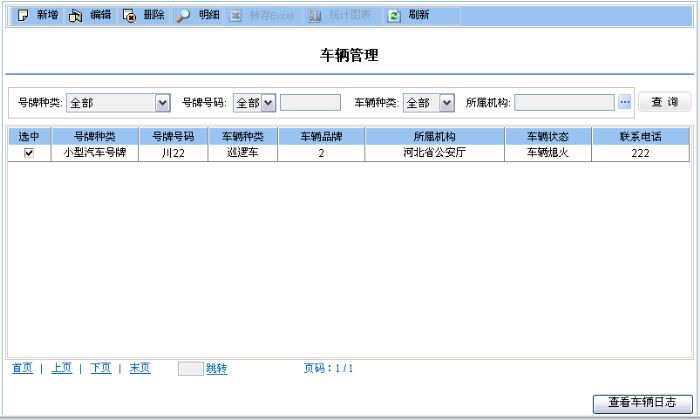 新增 编辑 删除 明细 转存Excel 统计图表 刷新
车辆管理
号牌种类: 全部 号牌号码: 全部 车辆种类: 全部 所属机构: ... 查 询
选中 号牌种类 号牌号码 车辆种类 车辆品牌 所属机构 车辆状态 联系电话
小型汽车号牌 川22 巡逻车 2 河北省公安厅 车辆熄火 222
首页 | 上页 | 下页 | 末页 跳转 页码：1/1
查看车辆日志